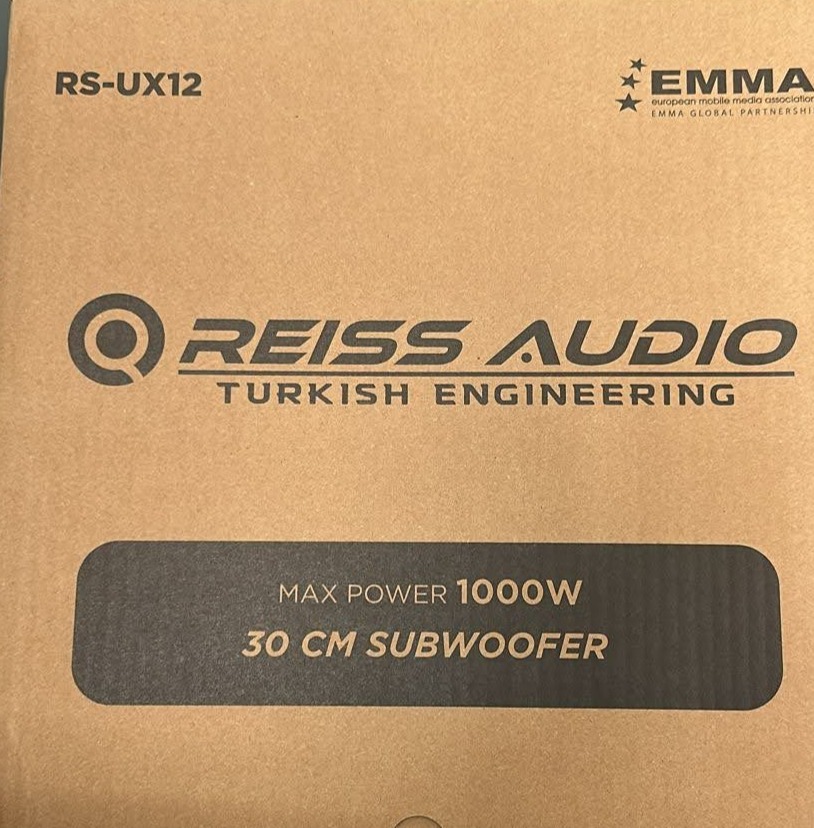 RS-UX12
EMMA
european mobile media association
EMMA GLOBAL
REISS AUDIO
TURKISH ENGINEERING
MAX POWER 1000W
30 CM SUBWOOFER